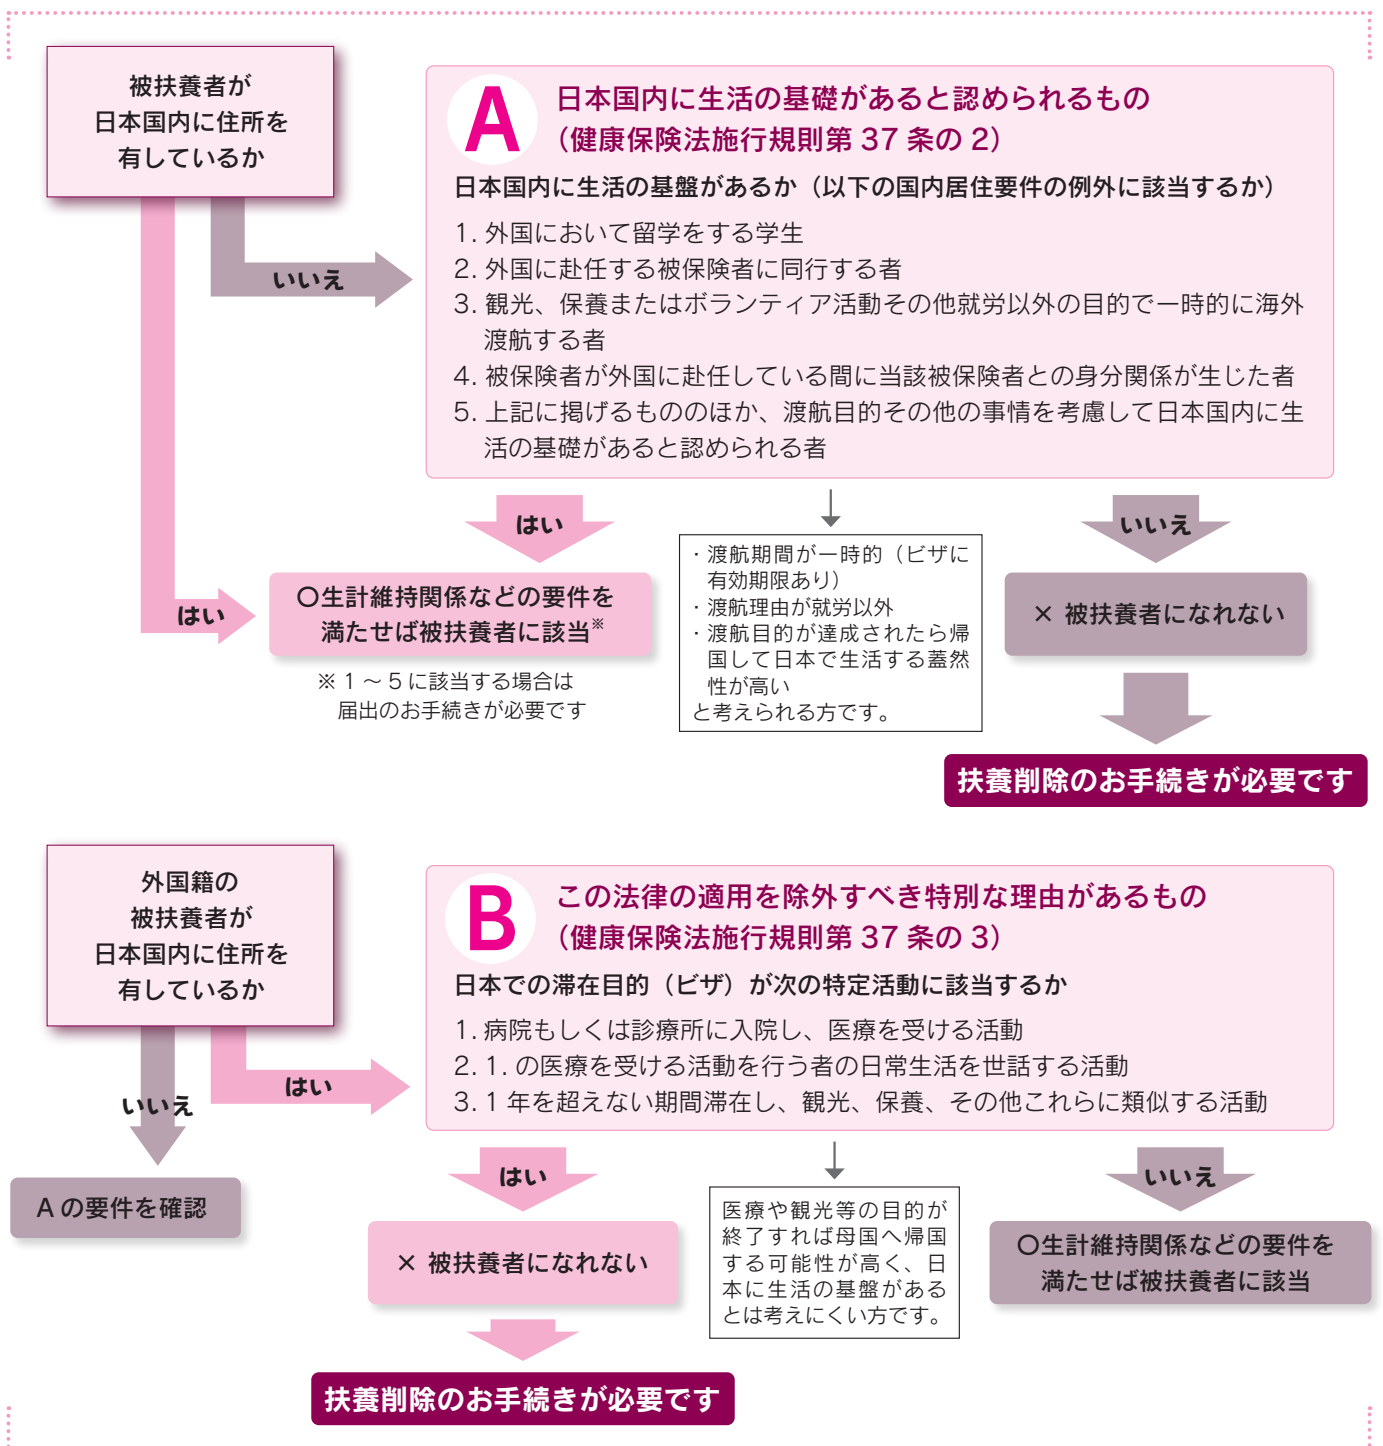 被扶養者が
日本国内に住所を
有しているか
いいえ
はい
A
日本国内に生活の基礎があると認められるもの
（健康保険法施行規則第 37 条の 2）
日本国内に生活の基盤があるか（以下の国内居住要件の例外に該当するか）
1. 外国において留学をする学生
2. 外国に赴任する被保険者に同行する者
3. 観光、保養またはボランティア活動その他就労以外の目的で一時的に海外
渡航する者
4. 被保険者が外国に赴任している間に当該被保険者との身分関係が生じた者
5. 上記に掲げるもののほか、渡航目的その他の事情を考慮して日本国内に生
活の基礎があると認められる者
はい
〇生計維持関係などの要件を
満たせば被扶養者に該当※
※ 1 ～ 5 に該当する場合は
届出のお手続きが必要です
・渡航期間が一時的（ビザに
有効期限あり）
・渡航理由が就労以外
・渡航目的が達成されたら帰
国して日本で生活する蓋然
性が高い
と考えられる方です。
いいえ
× 被扶養者になれない
扶養削除のお手続きが必要です
外国籍の
被扶養者が
日本国内に住所を
有しているか
はい
いいえ
A の要件を確認
B
この法律の適用を除外すべき特別な理由があるもの
（健康保険法施行規則第 37 条の 3）
日本での滞在目的（ビザ）が次の特定活動に該当するか
1. 病院もしくは診療所に入院し、医療を受ける活動
2. 1. の医療を受ける活動を行う者の日常生活を世話する活動
3. 1 年を超えない期間滞在し、観光、保養、その他これらに類似する活動
はい
× 被扶養者になれない
扶養削除のお手続きが必要です
医療や観光等の目的が
終了すれば母国へ帰国
する可能性が高く、日
本に生活の基盤がある
とは考えにくい方です。
いいえ
〇生計維持関係などの要件を
満たせば被扶養者に該当